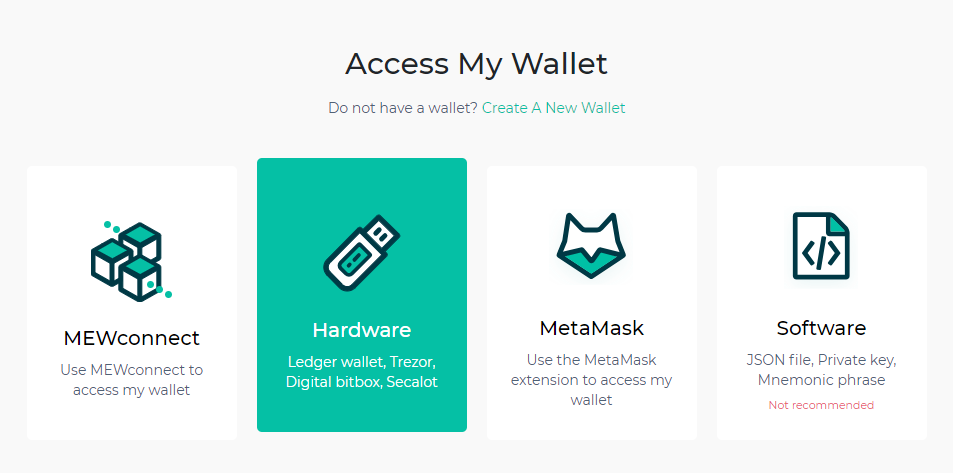 Access My Wallet
Do not have a wallet? Create A New Wallet
MEWconnect
Use MEWconnect to
access my wallet
Hardware
Ledger wallet, Trezor,
Digital bitbox, Secalot
MetaMask
Use the MetaMask
extension to access my
wallet
Software
JSON file, Private key,
Mnemonic phrase
Not recommended